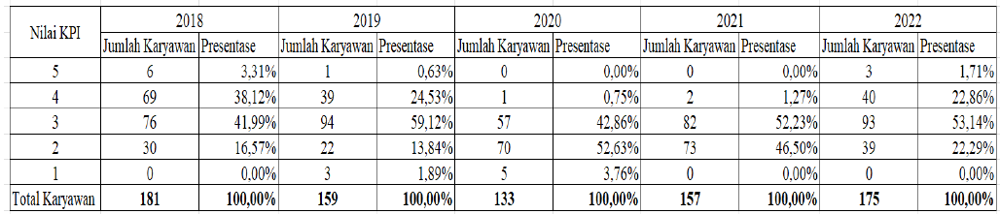 Nilai KPI 2018 2019 2020 2021 2022
Jumlah Karyawan Presentase Jumlah Karyawan Presentase Jumlah Karyawan Presentase Jumlah Karyawan Presentase Jumlah Karyawan Presentase
5 6 3,31% 1 0,63% 0 0,00% 0 0,00% 3 1,71%
4 69 38,12% 39 24,53% 1 0,75% 2 1,27% 40 22,86%
3 76 41,99% 94 59,12% 57 42,86% 82 52,23% 93 53,14%
2 30 16,57% 22 13,84% 70 52,63% 73 46,50% 39 22,29%
1 0 0,00% 3 1,89% 5 3,76% 0 0,00% 0 0,00%
Total Karyawan 181 100,00% 159 100,00% 133 100,00% 157 100,00% 175 100,00%